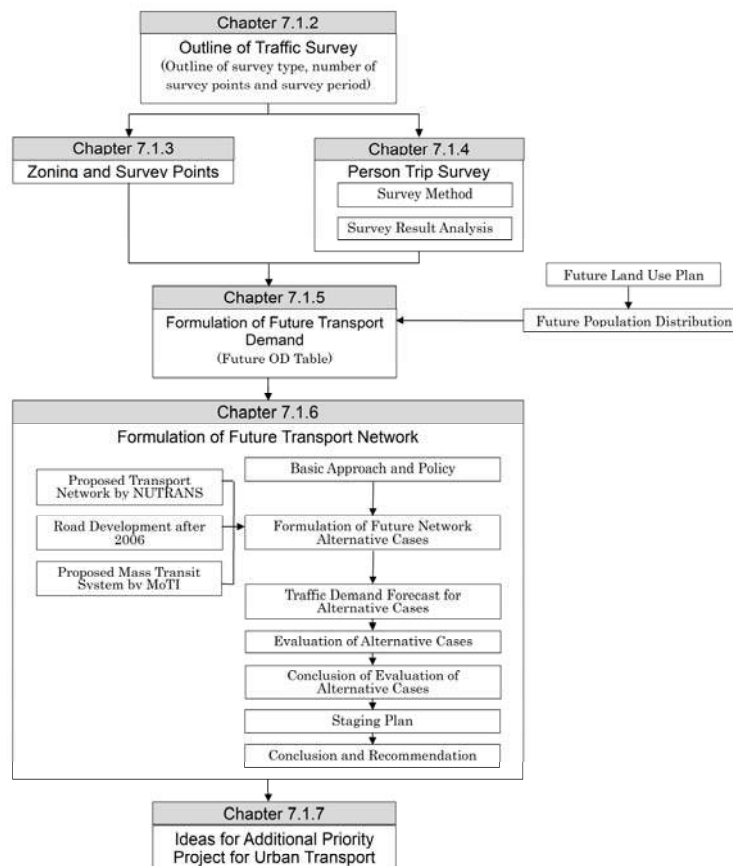 Chapter 7.1.2
Outline of Traffic Survey
(Outline of survey type, number of
survey points and survey period)
Chapter 7.1.3
Zoning and Survey Points
Chapter 7.1.4
Person Trip Survey
Survey Method
Survey Result Analysis
Future Land Use Plan
Future Population Distribution
Chapter 7.1.5
Formulation of Future Transport
Demand
(Future OD Table)
Chapter 7.1.6
Formulation of Future Transport Network
Proposed Transport
Network by NUTRANS
Road Development after
2006
Proposed Mass Transit
System by MoTI
Basic Approach and Policy
Formulation of Future Network
Alternative Cases
Traffic Demand Forecast for
Alternative Cases
Evaluation of Alternative Cases
Conclusion of Evaluation of
Alternative Cases
Staging Plan
Conclusion and Recommendation
Chapter 7.1.7
Ideas for Additional Priority
Project for Urban Transport